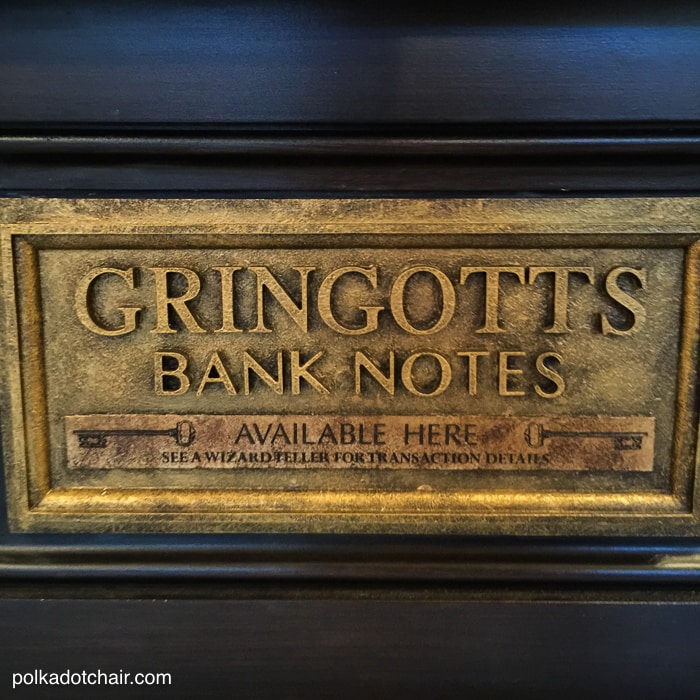 GRINGOTTS
BANK NOTES
AVAILABLE HERE
SEE A WIZARD TELLER FOR TRANSACTION DETAILS
polkadotchair.com